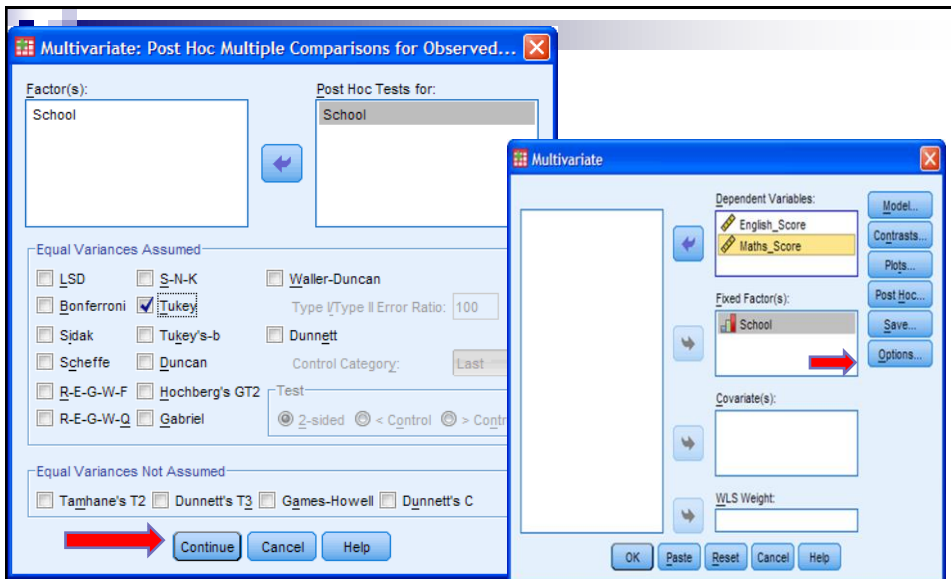 Multivariate: Post Hoc Multiple Comparisons for Observed...
Factor(s):
Post Hoc Tests for:
School
School
Equal Variances Assumed
LSD
S-N-K
Waller-Duncan
Bonferroni
Tukey
Type I/Type II Error Ratio: 100
Sidak
Tukey's-b
Dunnett
Scheffe
Duncan
Control Category: Last
R-E-G-W-F
Hochberg's GT2
Test
R-E-G-W-Q
Gabriel
2-sided
< Control
> Contr
Equal Variances Not Assumed
Tamhane's T2
Dunnett's T3
Games-Howell
Dunnett's C
Continue
Cancel
Help
Multivariate
Dependent Variables:
English_Score
Maths_Score
Fixed Factor(s):
School
Covariate(s):
WLS Weight:
Model...
Contrasts...
Plots...
Post Hoc...
Save...
Options...
OK
Paste
Reset
Cancel
Help